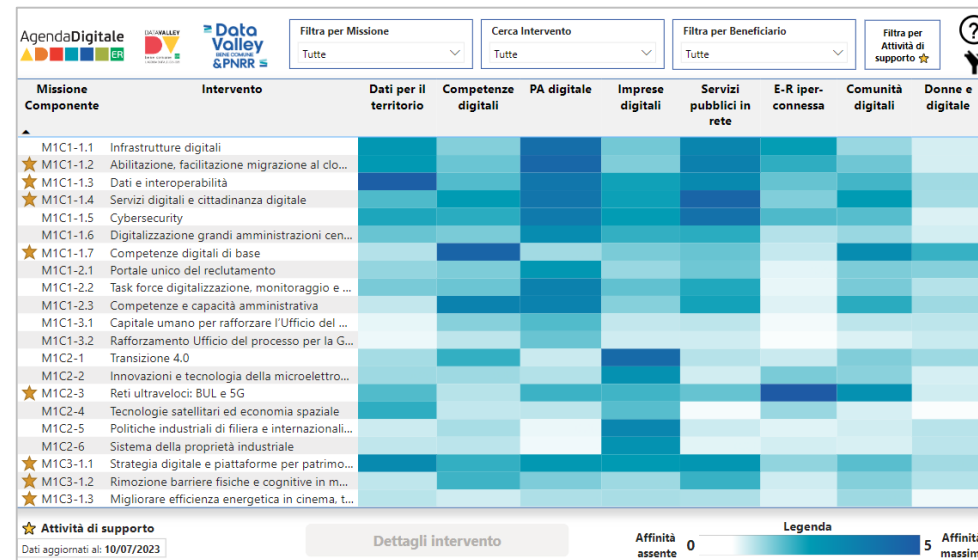 AgendaDigitale
ER
DATAVALLEY
Data
Valley
BENE COMUNE
&PNRR
Filtra per Missione
Tutte
Cerca Intervento
Tutte
Filtra per Beneficiario
Tutte
Filtra per
Attività di
supporto
?
Missione
Componente
Intervento
Dati per il
territorio
Competenze
digitali
PA digitale
Imprese
digitali
Servizi
pubblici in
rete
E-R iper-
connessa
Comunità
digitali
Donne e
digitale
M1C1-1.1 Infrastrutture digitali
M1C1-1.2 Abilitazione, facilitazione migrazione al clo...
M1C1-1.3 Dati e interoperabilità
M1C1-1.4 Servizi digitali e cittadinanza digitale
M1C1-1.5 Cybersecurity
M1C1-1.6 Digitalizzazione grandi amministrazioni cen...
M1C1-1.7 Competenze digitali di base
M1C1-2.1 Portale unico del reclutamento
M1C1-2.2 Task force digitalizzazione, monitoraggio e ...
M1C1-2.3 Competenze e capacità amministrativa
M1C1-3.1 Capitale umano per rafforzare l'Ufficio del ...
M1C1-3.2 Rafforzamento Ufficio del processo per la G...
M1C2-1 Transizione 4.0
M1C2-2 Innovazioni e tecnologia della microelettro...
M1C2-3 Reti ultraveloci: BUL e 5G
M1C2-4 Tecnologie satellitari ed economia spaziale
M1C2-5 Politiche industriali di filiera e internazionali...
M1C2-6 Sistema della proprietà industriale
M1C3-1.1 Strategia digitale e piattaforme per patrimo...
M1C3-1.2 Rimozione barriere fisiche e cognitive in m...
M1C3-1.3 Migliorare efficienza energetica in cinema, t...
Attività di supporto
Dati aggiornati al: 10/07/2023
Dettagli intervento
Legenda
Affinità
assente
0
5